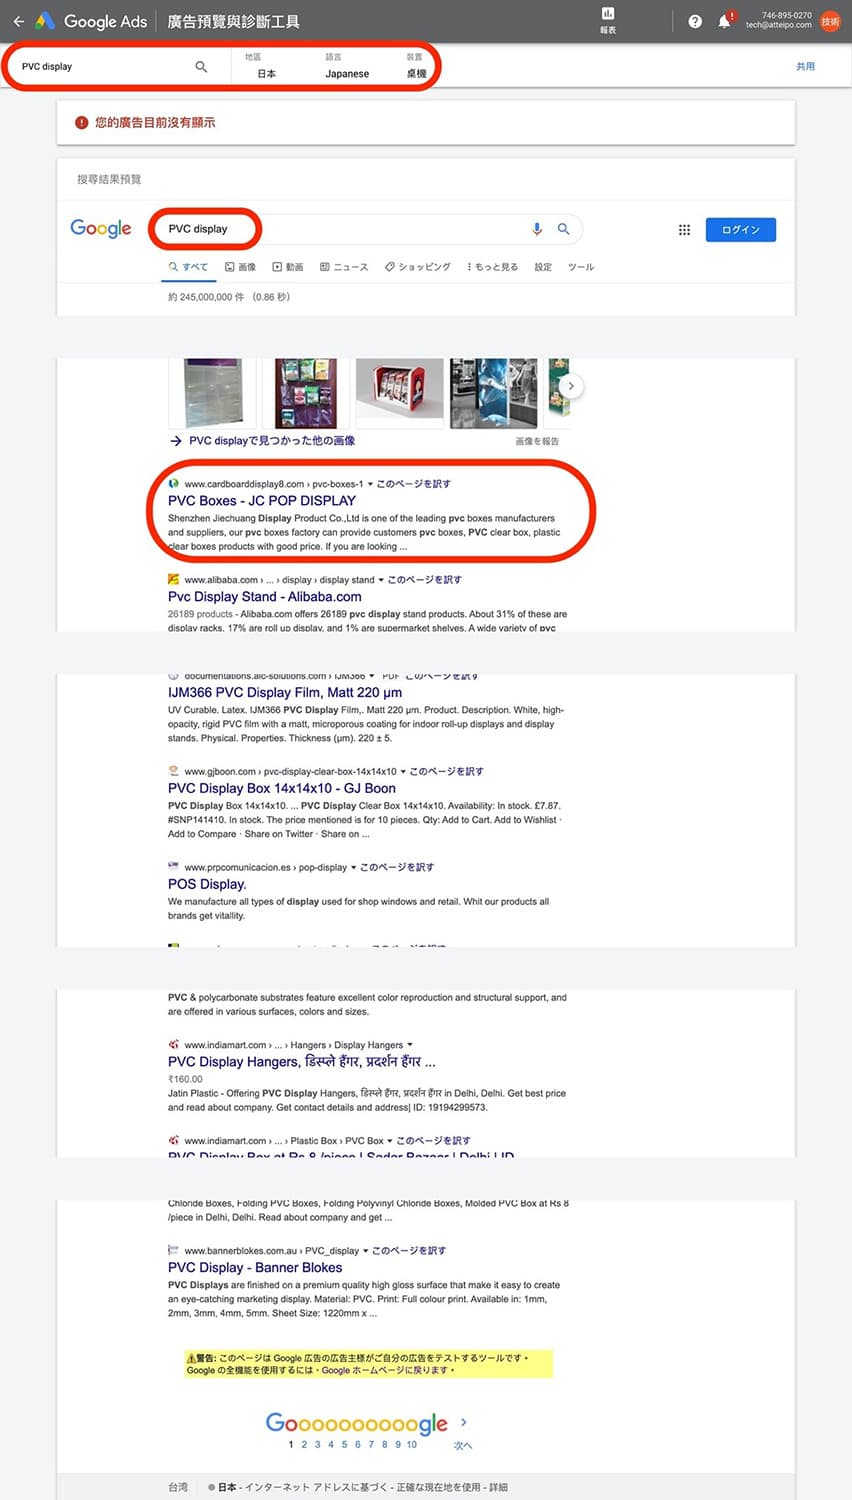 Google Ads 廣告預覽與診斷工具 報表 746-895-0270 tech@atteipo.com 技術
PVC display 地區 日本 語言 Japanese 裝置 桌機 共用
您的廣告目前沒有顯示
搜尋結果預覽
Google PVC display ログイン
すべて 画像 動画 ニュース ショッピング もっと見る 設定 ツール
約 245,000,000 件 (0.86 秒)
→ PVC displayで見つかった他の画像 画像を報告
www.cardboarddisplay8.com › pvc-boxes-1 ▼ このページを訳す
PVC Boxes - JC POP DISPLAY
Shenzhen Jiechuang Display Product Co.,Ltd is one of the leading pvc boxes manufacturers
and suppliers, our pvc boxes factory can provide customers pvc boxes, PVC clear box, plastic
clear boxes products with good price. If you are looking ...
www.alibaba.com › ... › display › display stand ▼ このページを訳す
Pvc Display Stand - Alibaba.com
26189 products - Alibaba.com offers 26189 pvc display stand products. About 31% of these are
display racks, 17% are roll up display, and 1% are supermarket shelves. A wide variety of pvc
documentations.alc-solutions.com › IJM366 ▼ PDF このページを訳す
IJM366 PVC Display Film, Matt 220 μm
UV Curable. Latex. IJM366 PVC Display Film,. Matt 220 μm. Product. Description. White, high-
opacity, rigid PVC film with a matt, microporous coating for indoor roll-up displays and display
stands. Physical. Properties. Thickness (μm). 220 ± 5.
www.gjboon.com › pvc-display-clear-box-14x14x10 ▼ このページを訳す
PVC Display Box 14x14x10 - GJ Boon
PVC Display Box 14x14x10. ... PVC Display Clear Box 14x14x10. Availability: In stock. £7.87.
#SNP141410. In stock. The price mentioned is for 10 pieces. Qty: Add to Cart. Add to Wishlist ·
Add to Compare · Share on Twitter · Share on ...
www.prpcomunicacion.es › pop-display ▼ このページを訳す
POS Display.
We manufacture all types of display used for shop windows and retail. Whit our products all
brands get vitallity.
PVC & polycarbonate substrates feature excellent color reproduction and structural support, and
are offered in various surfaces, colors and sizes.
www.indiamart.com › ... › Hangers › Display Hangers ▼
PVC Display Hangers, डिस्प्ले हैंगर, प्रदर्शन हैंगर ...
₹160.00
Jatin Plastic - Offering PVC Display Hangers, डिस्प्ले हैंगर, प्रदर्शन हैंगर in Delhi, Delhi. Get best price
and read about company. Get contact details and address| ID: 19194299573.
www.indiamart.com › ... › Plastic Box › PVC Box ▼ このページを訳す
PVC Display Box at Rs 8 /piece | Sadar Bazaar | Delhi | ID
Chloride Boxes, Folding PVC Boxes, Folding Polyvinyl Chloride Boxes, Molded PVC Box at Rs 8
/piece in Delhi, Delhi. Read about company and get ...
www.bannerblokes.com.au › PVC_display ▼ このページを訳す
PVC Display - Banner Blokes
PVC Displays are finished on a premium quality high gloss surface that make it easy to create
an eye-catching marketing display. Material: PVC. Print: Full colour print. Available in: 1mm,
2mm, 3mm, 4mm, 5mm. Sheet Size: 1220mm x ...
⚠警告: このページは Google 広告の広告主様がご自分の広告をテストするツールです。
Google の全機能を使用するには、Google ホームページに戻ります。
Goooooooooogle ›
1 2 3 4 5 6 7 8 9 10 次へ
台湾 日本 - インターネット アドレスに基づく - 正確な現在地を使用 - 詳細